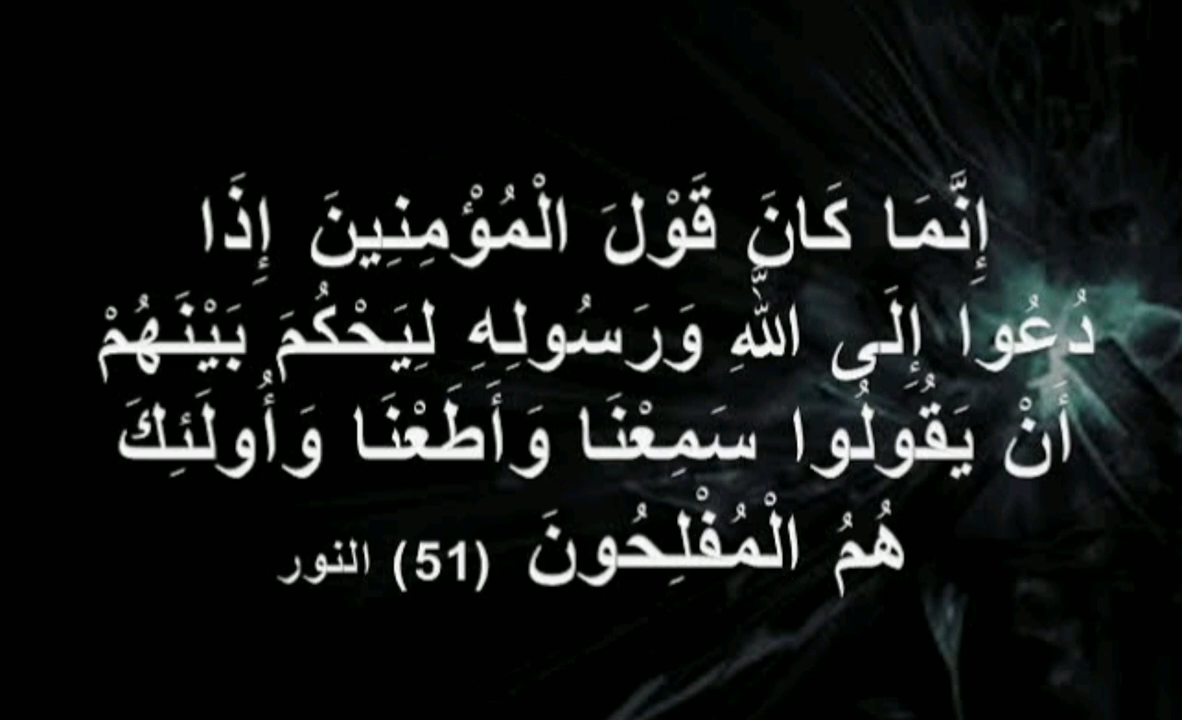 إِنَّمَا كَانَ قَوْلَ الْمُؤْمِنِينَ إِذَا
دُعُوا إِلَى اللَّهِ وَرَسُولِهِ لِيَحْكُمَ بَيْنَهُمْ
أَنْ يَقُولُوا سَمِعْنَا وَأَطَعْنَا وَأُولَئِكَ
هُمُ الْمُفْلِحُونَ (51) النور